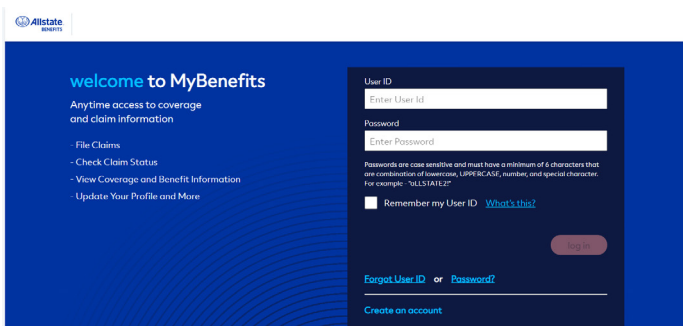 Allstate
BENEFITS
welcome to MyBenefits
Anytime access to coverage
and claim information
- File Claims
- Check Claim Status
- View Coverage and Benefit Information
- Update Your Profile and More
User ID
Enter User Id
Password
Enter Password
Passwords are case sensitive and must have a minimum of 6 characters that
are combination of lowercase, UPPERCASE, number, and special character.
For example - "aLLSTATE2!"
Remember my User ID What's this?
log in
Forgot User ID or Password?
Create an account